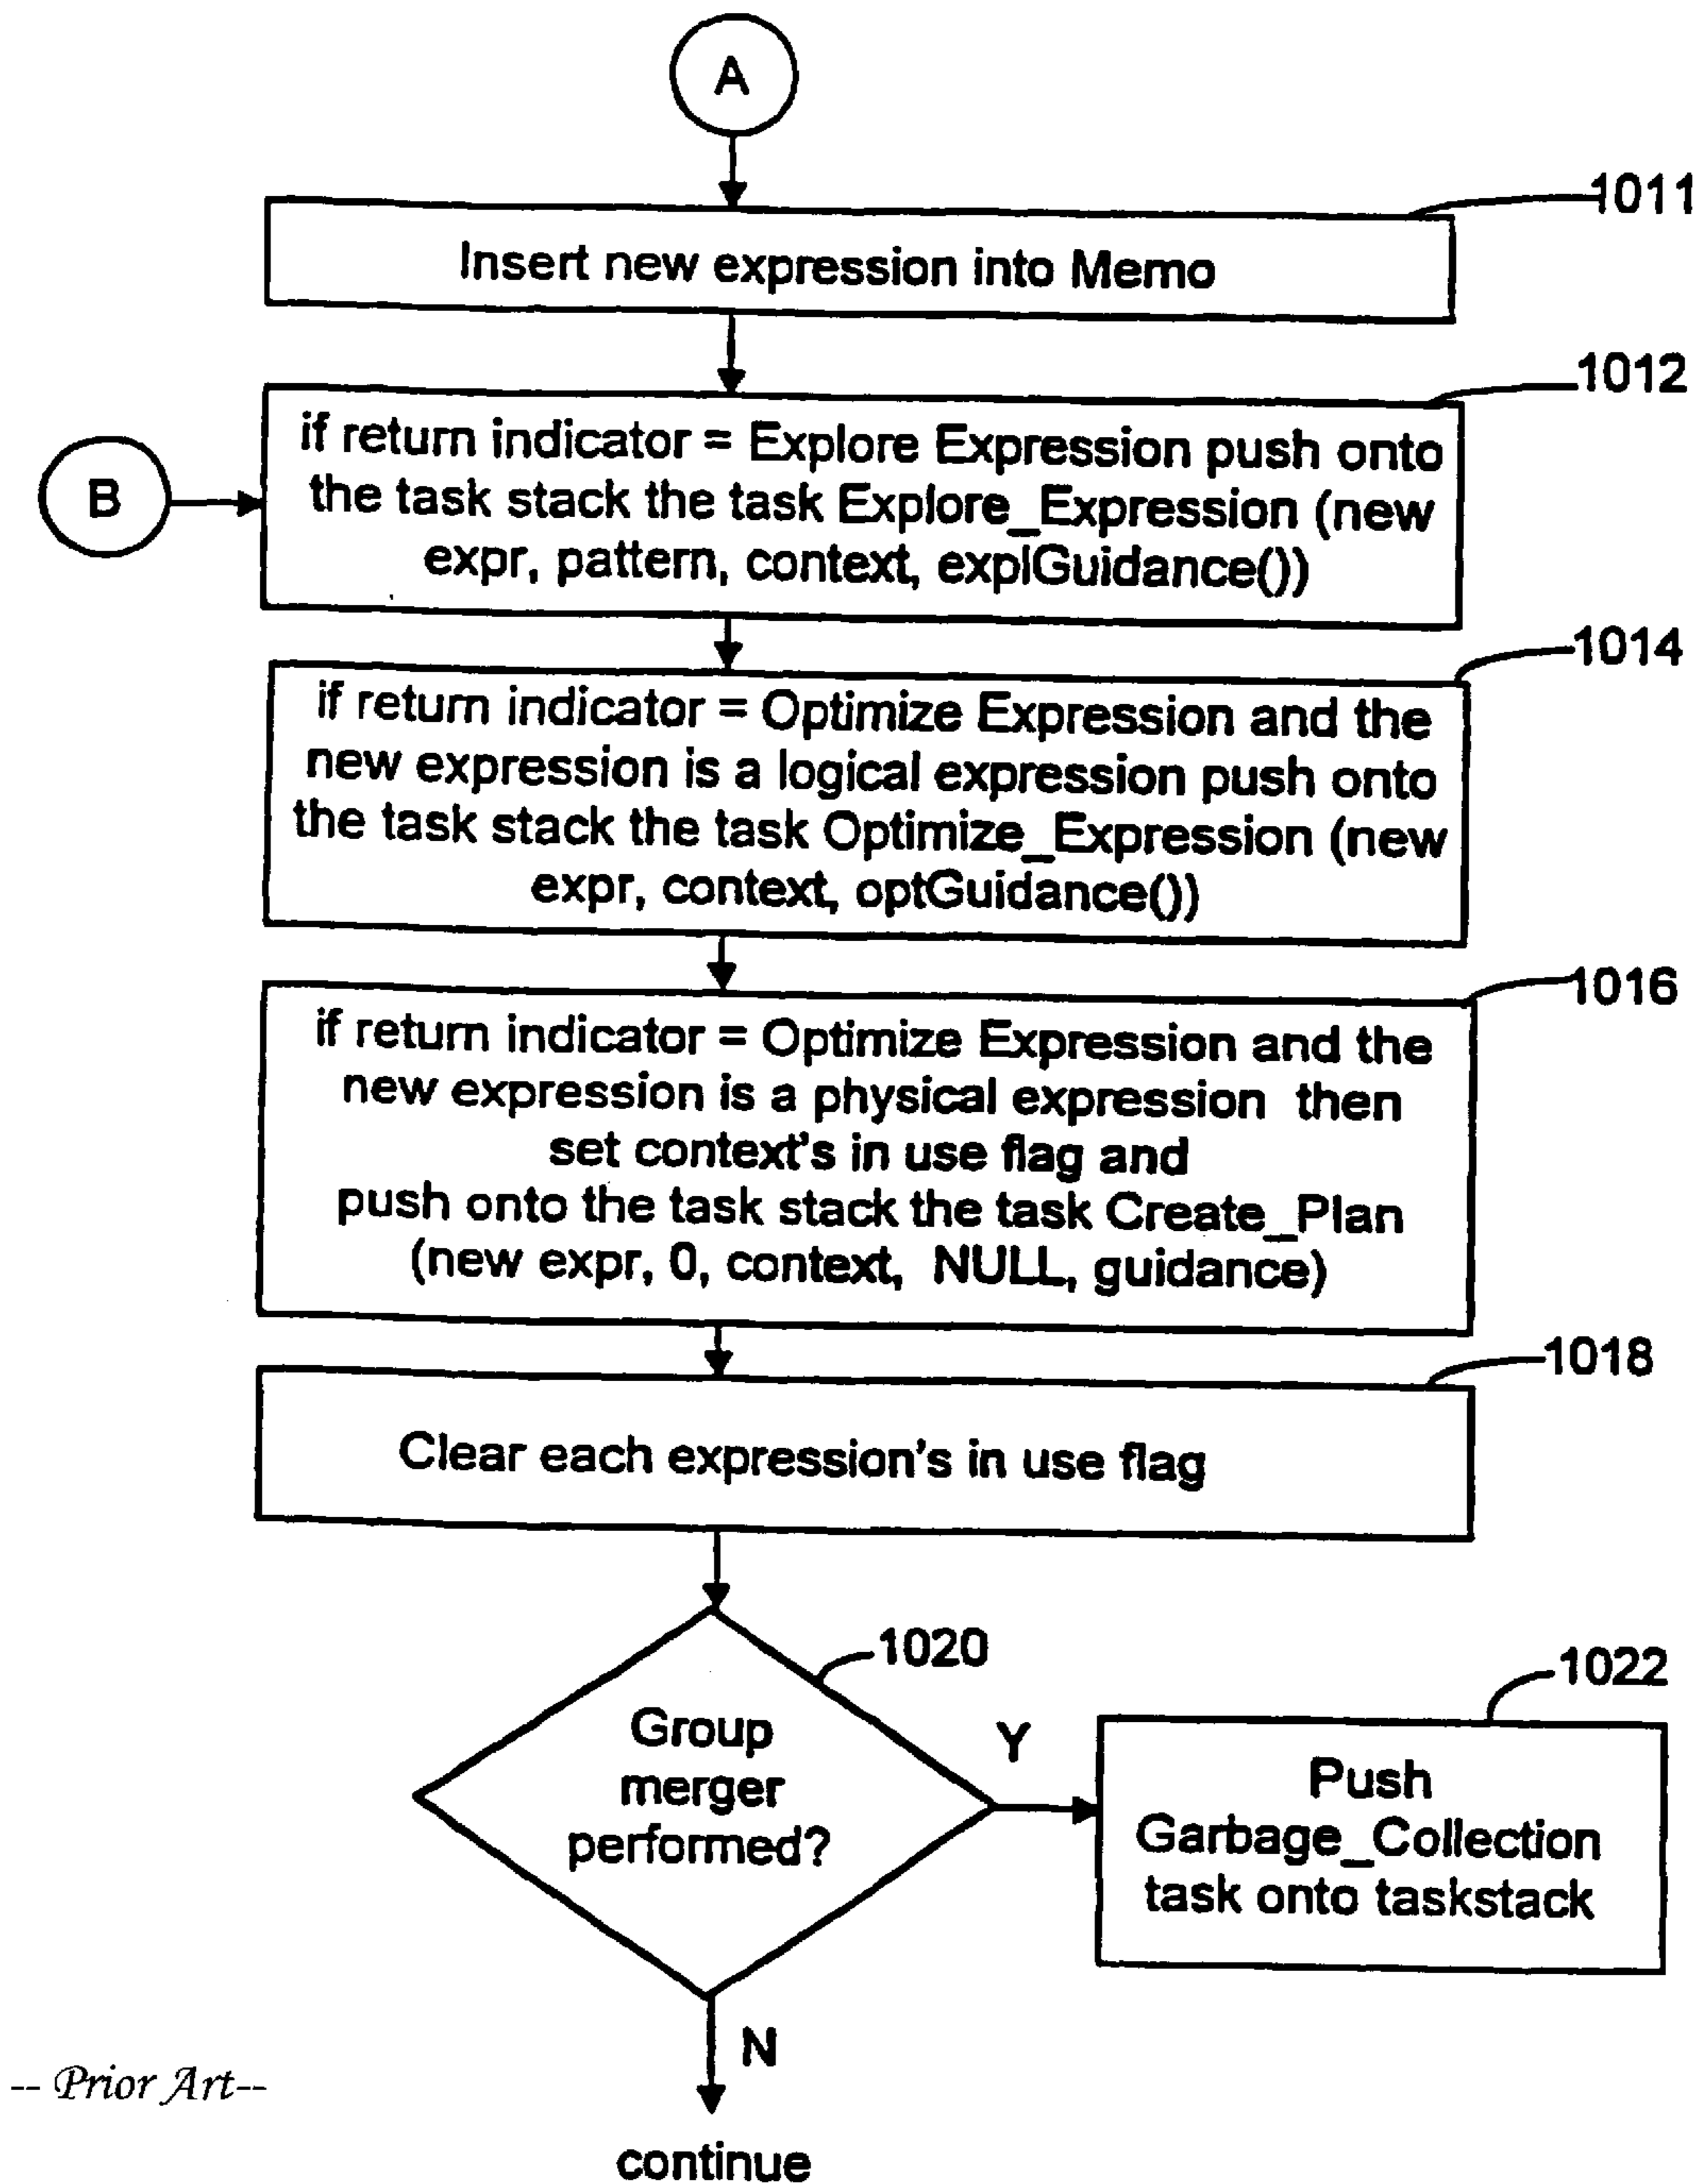 A
1011
Insert new expression into Memo
1012
if return indicator = Explore Expression push onto
the task stack the task Explore_Expression (new
expr, pattern, context, explGuidance())
B
1014
if return indicator = Optimize Expression and the
new expression is a logical expression push onto
the task stack the task Optimize_Expression (new
expr, context, optGuidance())
1016
if return indicator = Optimize Expression and the
new expression is a physical expression then
set context's in use flag and
push onto the task stack the task Create_Plan
(new expr, 0, context, NULL, guidance)
1018
Clear each expression's in use flag
1020
Group
merger
performed?
Y
1022
Push
Garbage_Collection
task onto taskstack
N
-- Prior Art--
continue